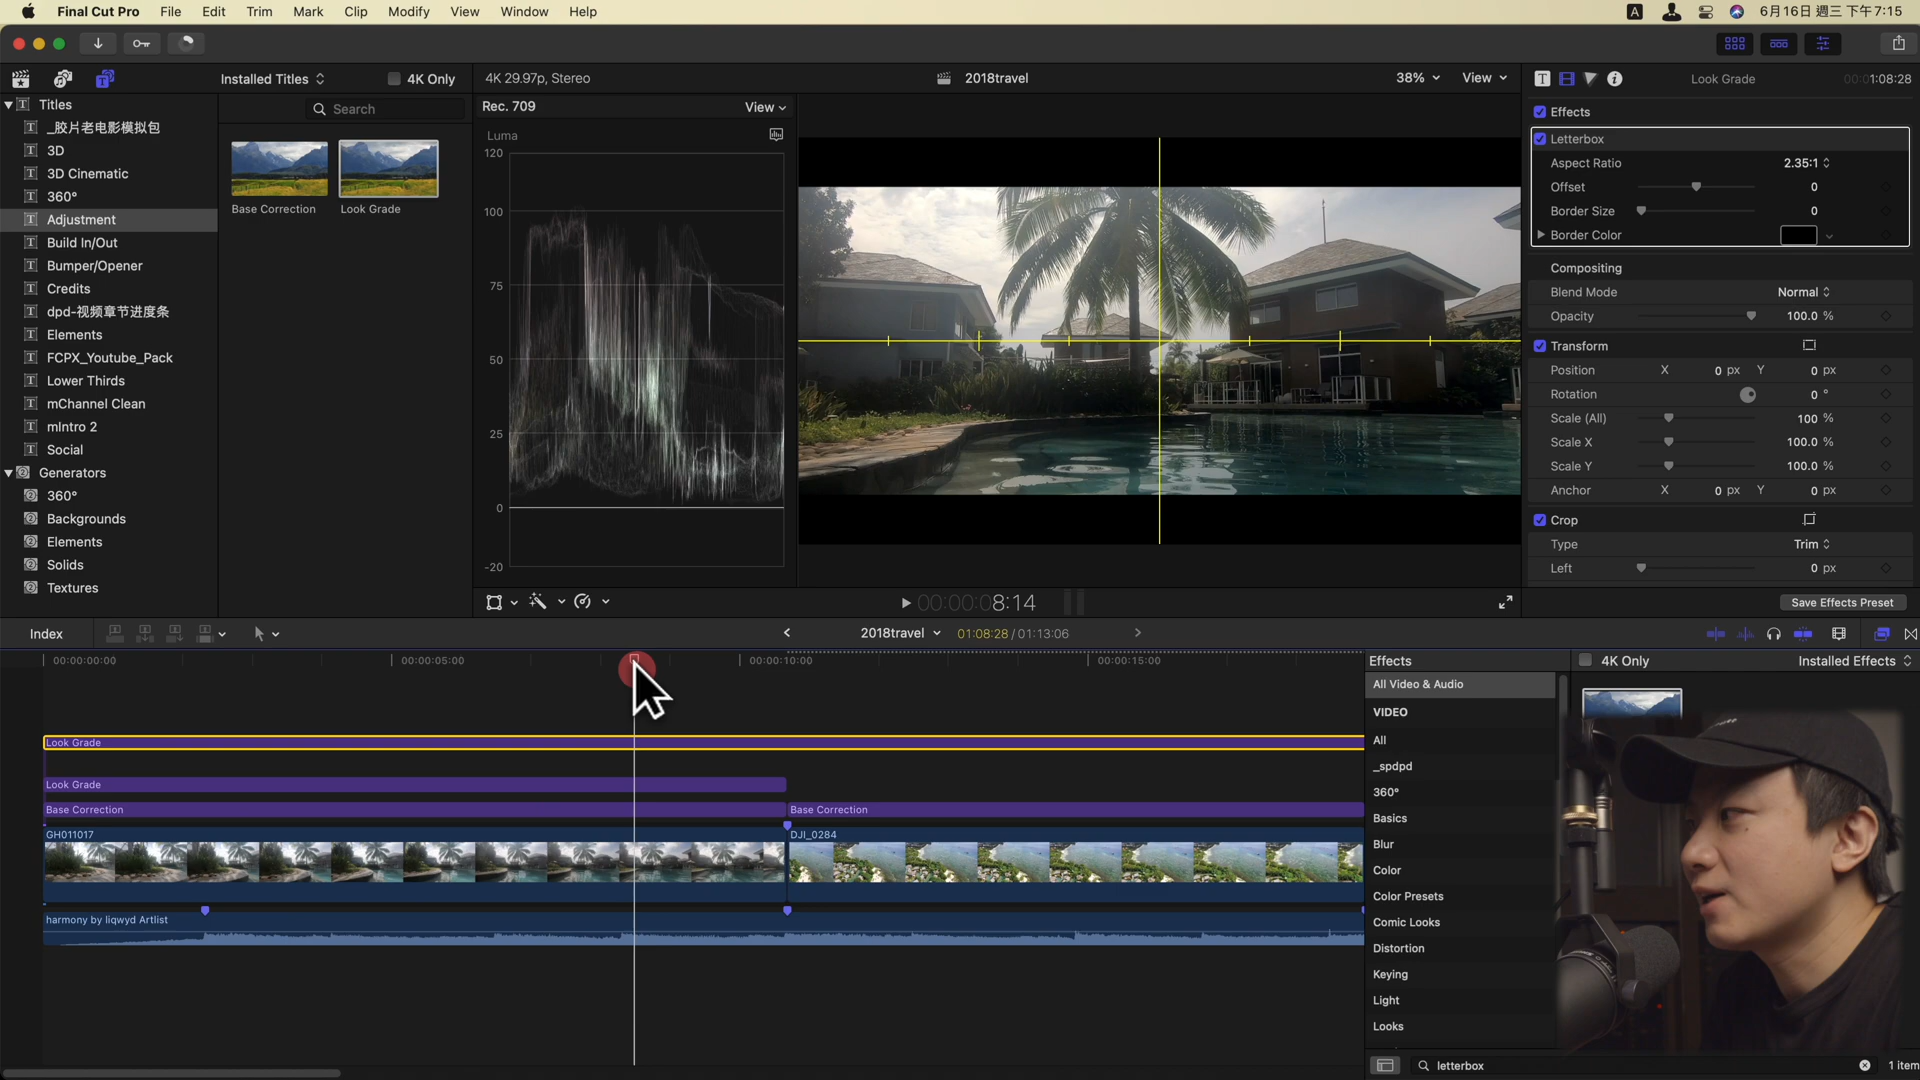 Final Cut Pro File Edit Trim Mark Clip Modify View Window Help
A 6月16日 週三 下午7:15
Installed Titles 4K Only
4K 29.97p, Stereo 2018travel 38% View
T Look Grade 1:08:28
Titles
_胶片老电影模拟包
3D
3D Cinematic
360°
Adjustment
Build In/Out
Bumper/Opener
Credits
dpd-视频章节进度条
Elements
FCPX_Youtube_Pack
Lower Thirds
mChannel Clean
mIntro 2
Social
Generators
360°
Backgrounds
Elements
Solids
Textures
Search
Base Correction
Look Grade
Rec. 709 View
Luma
120
100
75
50
25
0
-20
Effects
Letterbox
Aspect Ratio 2.35:1
Offset 0
Border Size 0
Border Color
Compositing
Blend Mode Normal
Opacity 100.0 %
Transform
Position X 0 px Y 0 px
Rotation 0 °
Scale (All) 100 %
Scale X 100.0 %
Scale Y 100.0 %
Anchor X 0 px Y 0 px
Crop
Type Trim
Left 0 px
00:00:08:14
Save Effects Preset
Index
2018travel 01:08:28 / 01:13:06
00:00:00:00
00:00:05:00
00:00:10:00
00:00:15:00
Look Grade
Look Grade
Base Correction
Base Correction
GH011017
DJI_0284
harmony by liqwyd Artlist
Effects
4K Only Installed Effects
All Video & Audio
VIDEO
All
_spdpd
360°
Basics
Blur
Color
Color Presets
Comic Looks
Distortion
Keying
Light
Looks
letterbox
1 item